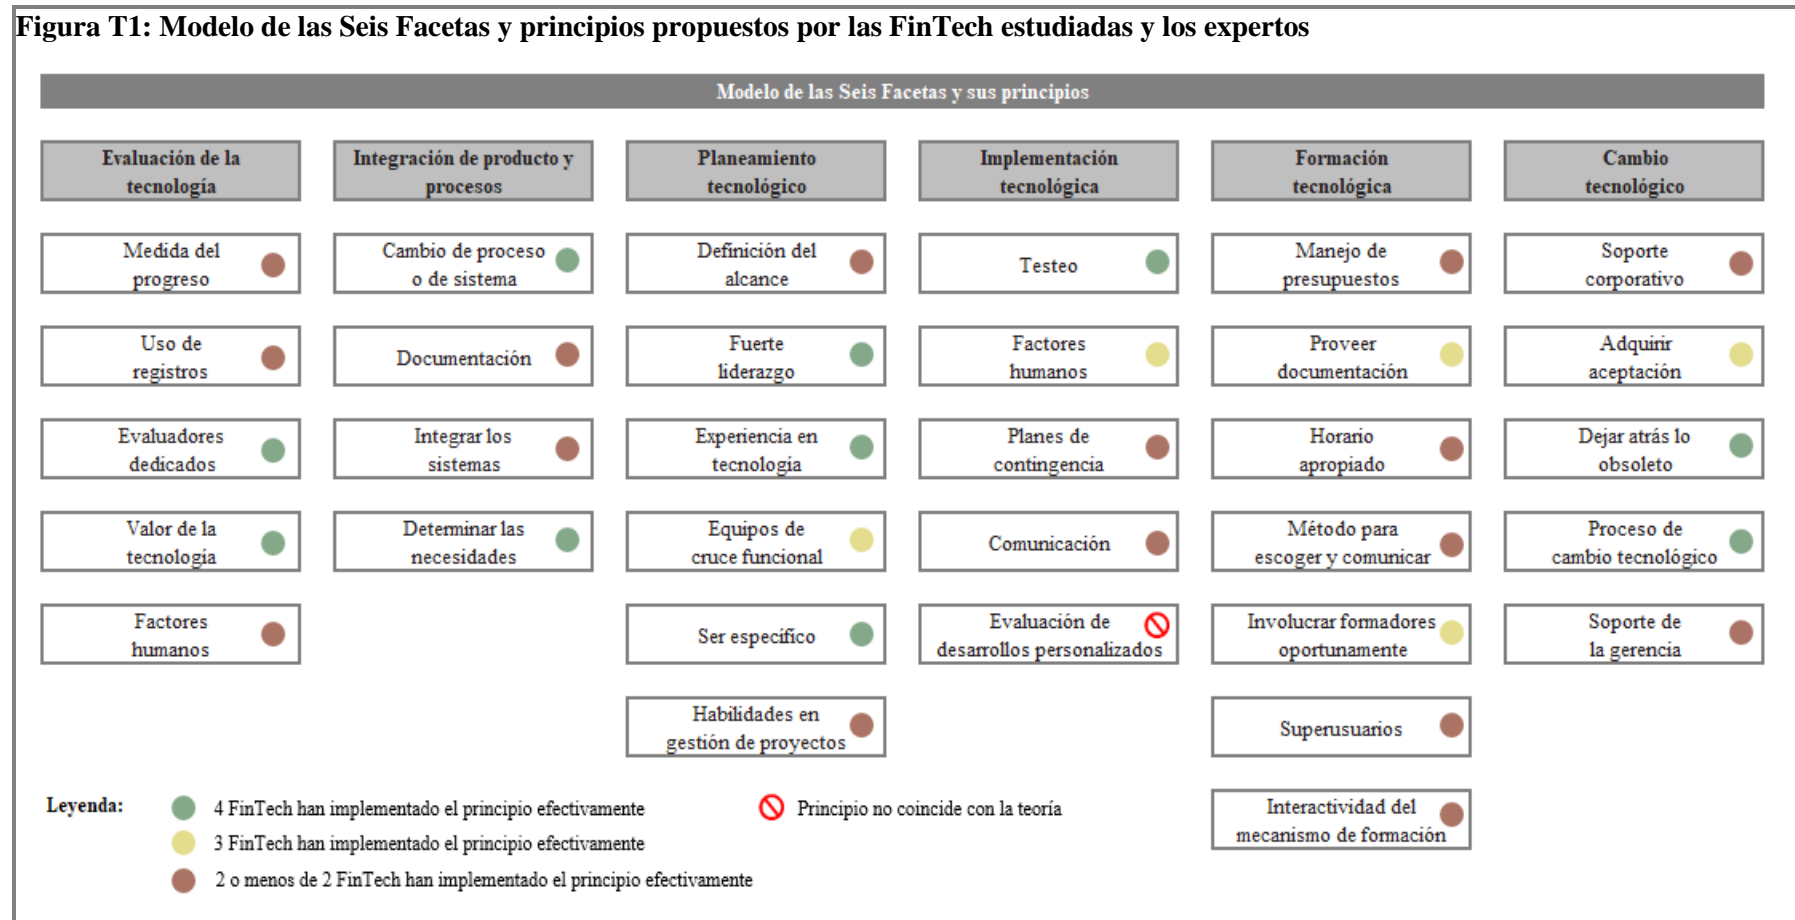 Figura T1: Modelo de las Seis Facetas y principios propuestos por las FinTech estudiadas y los expertos
Modelo de las Seis Facetas y sus principios
Evaluación de la
tecnología
Integración de producto y
procesos
Planeamiento
tecnológico
Implementación
tecnológica
Formación
tecnológica
Cambio
tecnológico
Medida del
progreso
Cambio de proceso
o de sistema
Definición del
alcance
Testeo
Manejo de
presupuestos
Soporte
corporativo
Uso de
registros
Documentación
Fuerte
liderazgo
Factores
humanos
Proveer
documentación
Adquirir
aceptación
Evaluadores
dedicados
Integrar los
sistemas
Experiencia en
tecnología
Planes de
contingencia
Horario
apropiado
Dejar atrás lo
obsoleto
Valor de la
tecnología
Determinar las
necesidades
Equipos de
cruce funcional
Comunicación
Método para
escoger y comunicar
Proceso de
cambio tecnológico
Factores
humanos
Ser específico
Evaluación de
desarrollos personalizados
Involucrar formadores
oportunamente
Soporte de
la gerencia
Habilidades en
gestión de proyectos
Superusuarios
Interactividad del
mecanismo de formación
Leyenda:
4 FinTech han implementado el principio efectivamente
Principio no coincide con la teoría
3 FinTech han implementado el principio efectivamente
2 o menos de 2 FinTech han implementado el principio efectivamente